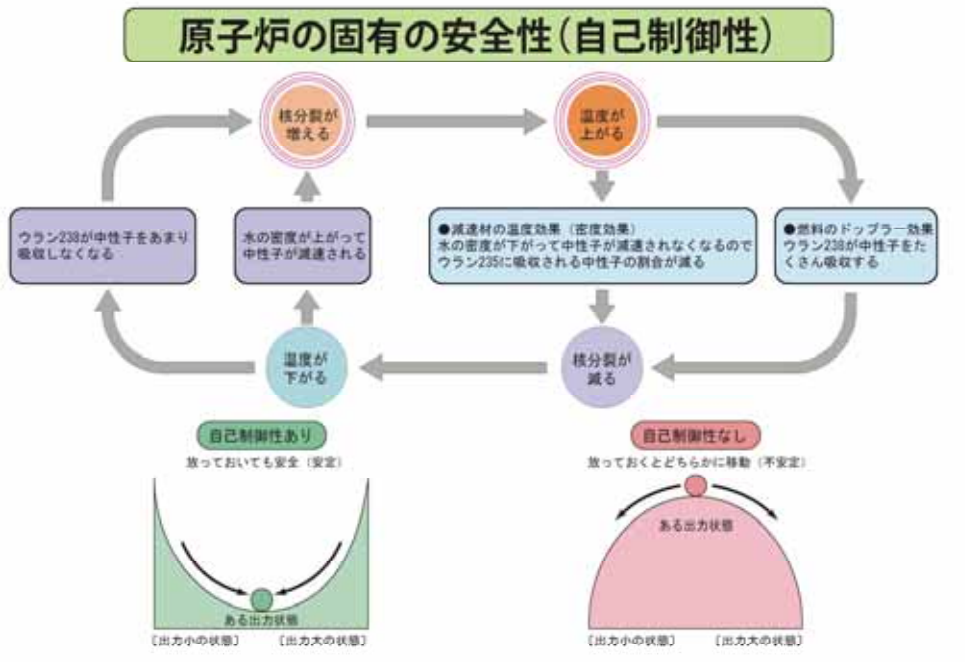 原子炉の固有の安全性(自己制御性)
核分裂が
増える
温度が
上がる
ウラン238が中性子をあまり
吸収しなくなる
水の密度が上がって
中性子が減速される
●減速材の温度効果(密度効果)
水の密度が下がって中性子が減速されなくなるので
ウラン235に吸収される中性子の割合が減る
●燃料のドップラー効果
ウラン238が中性子をた
くさん吸収する
温度が
下がる
核分裂が
減る
自己制御性あり
放っておいても安全(安定)
ある出力状態
〔出力小の状態〕
〔出力大の状態〕
自己制御性なし
放っておくとどちらかに移動(不安定)
ある出力状態
〔出力小の状態〕
〔出力大の状態〕